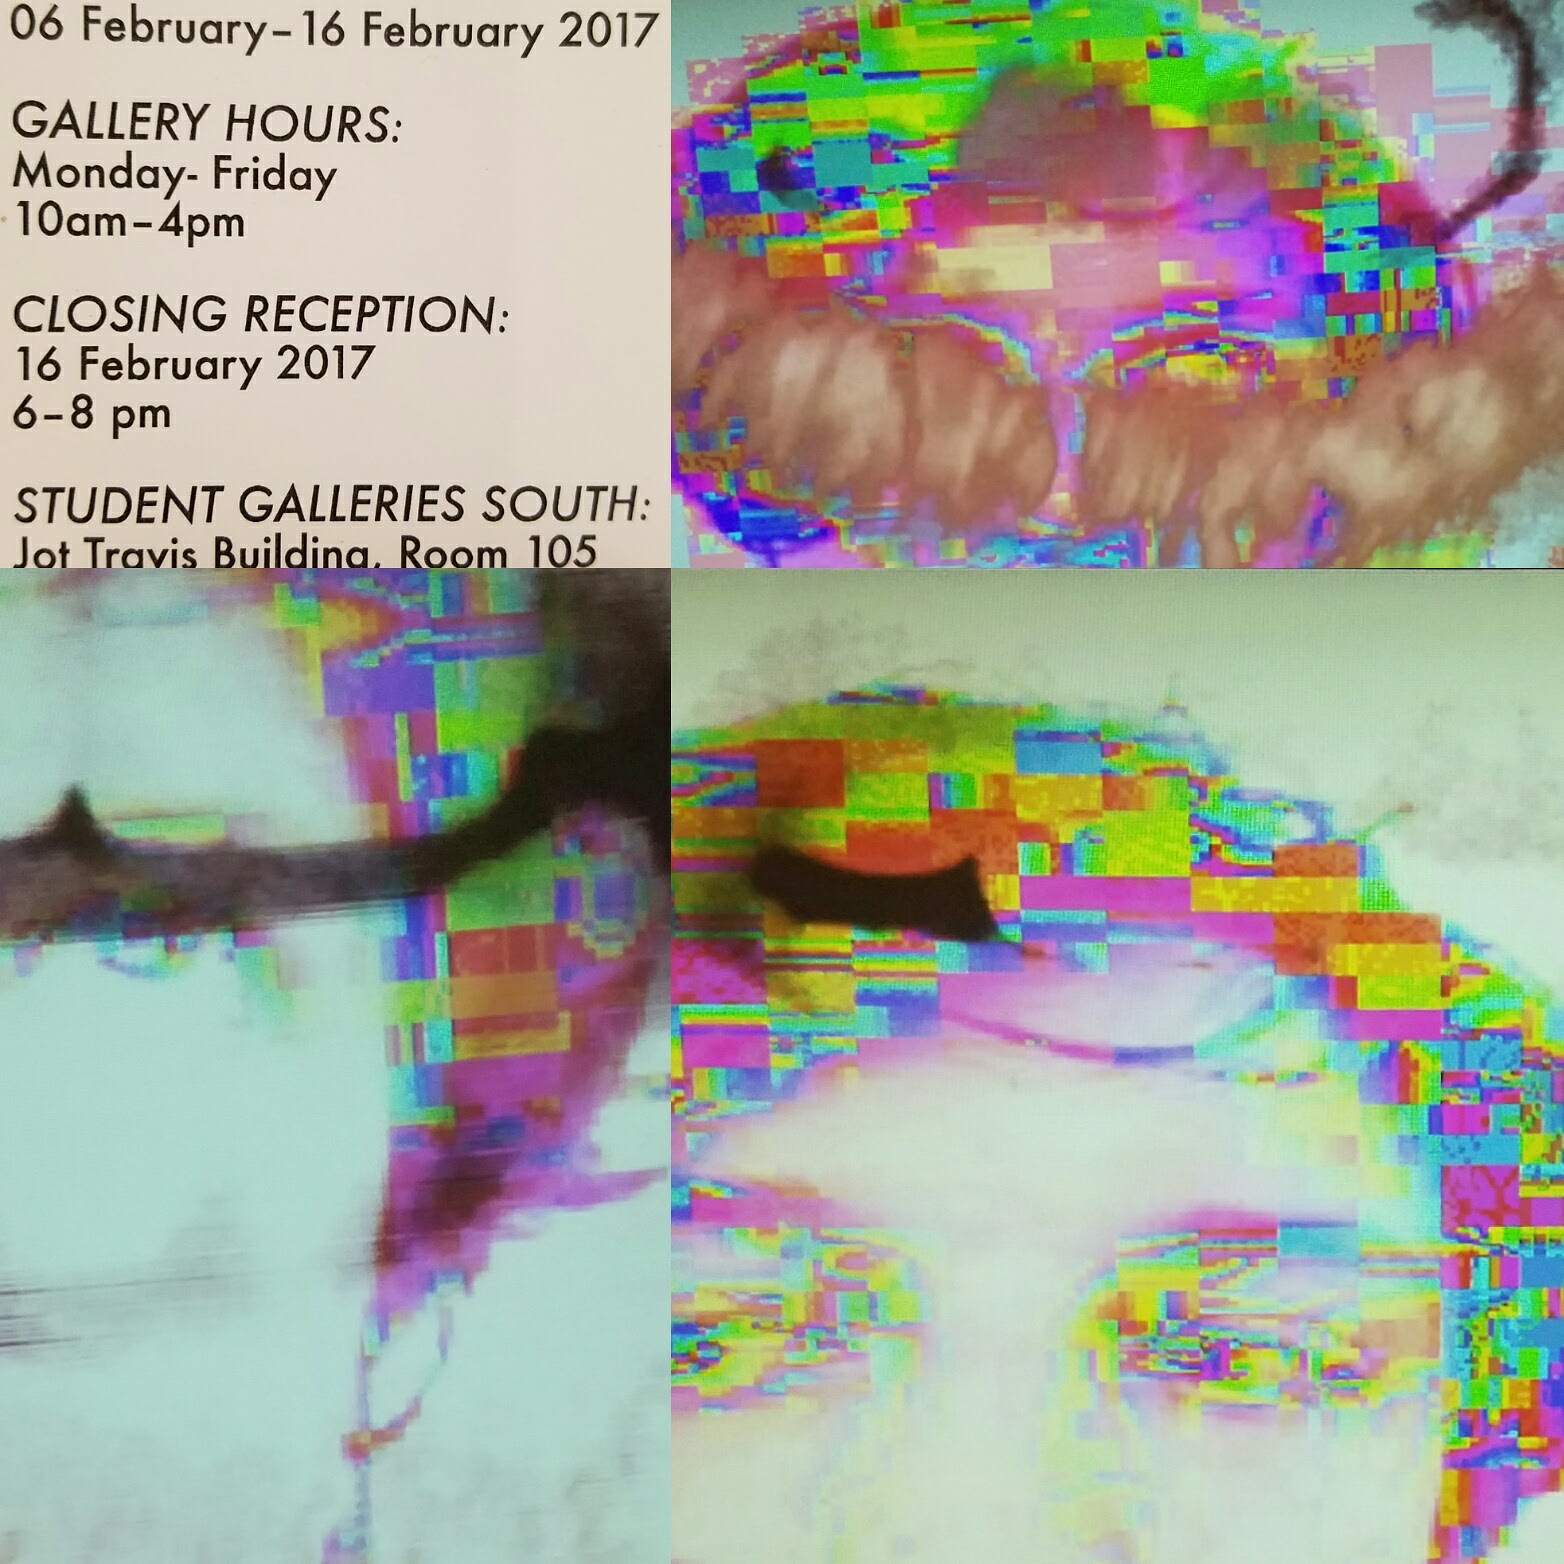 06 February–16 February 2017
GALLERY HOURS:
Monday- Friday
10am–4pm
CLOSING RECEPTION:
16 February 2017
6–8 pm
STUDENT GALLERIES SOUTH:
Jot Travis Building, Room 105